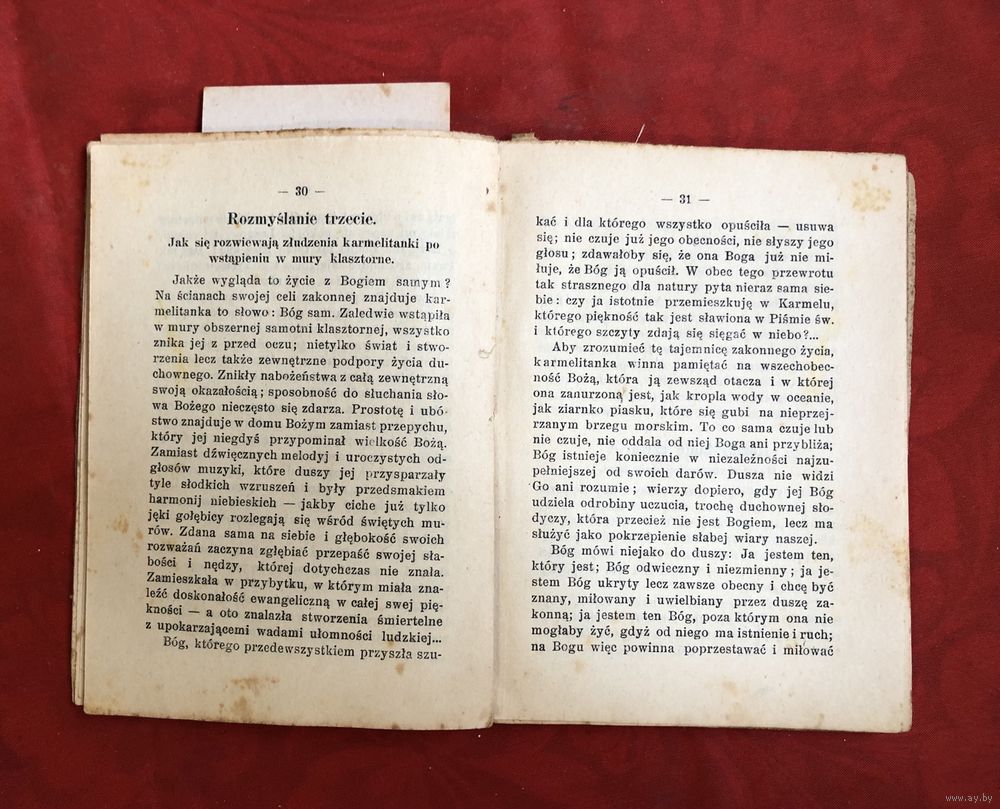 — 30 —
Rozmyślanie trzecie.
Jak się rozwiewają złudzenia karmelitanki po
wstąpieniu w mury klasztorne.
Jakże wygląda to życie z Bogiem samym?
Na ścianach swojej celi zakonnej znajduje kar-
melitanka to słowo: Bóg sam. Zaledwie wstąpiła
w mury obszernej samotni klasztornej, wszystko
znika jej z przed oczu; nietylko świat i stwo-
rzenia lecz także zewnętrzne podpory życia du-
chownego. Znikły nabożeństwa z całą zewnętrzną
swoją okazałością; sposobność do słuchania sło-
wa Bożego nieczęsto się zdarza. Prostotę i ubó-
stwo znajduje w domu Bożym zamiast przepychu,
który jej niegdyś przypominał wielkość Bożą.
Zamiast dźwięcznych melodyj i uroczystych od-
głosów muzyki, które duszy jej przysparzały
tyle słodkich wzruszeń i były przedsmakiem
harmonij niebieskich — jakby ciche już tylko
jęki gołębicy rozlegają się wśród świętych mu-
rów. Zdana sama na siebie i głębokość swoich
rozważań zaczyna zgłębiać przepaść swojej sła-
bości i nędzy, której dotychczas nie znała.
Zamieszkała w przybytku, w którym miała zna-
leźć doskonałość ewangeliczną w całej swej pię-
kności — a oto znalazła stworzenia śmiertelne
z upokarzającemi wadami ułomności ludzkiej...
Bóg, którego przedewszystkiem przyszła szu-
— 31 —
kać i dla którego wszystko opuściła — usuwa
się; nie czuje już jego obecności, nie słyszy jego
głosu; zdawałoby się, że ona Boga już nie mi-
łuje, że Bóg ją opuścił. W obec tego przewrotu
tak strasznego dla natury pyta nieraz sama sie-
bie: czy ja istotnie przemieszkuję w Karmelu,
którego piękność tak jest sławiona w Piśmie św.
i którego szczyty zdają się sięgać w niebo?...
Aby zrozumieć tę tajemnicę zakonnego życia,
karmelitanka winna pamiętać na wszechobec-
ność Bożą, która ją zewsząd otacza i w której
ona zanurzoną jest, jak kropla wody w oceanie,
jak ziarnko piasku, które się gubi na nieprzej-
rzanym brzegu morskim. To co sama czuje lub
nie czuje, nie oddala od niej Boga ani przybliża;
Bóg istnieje koniecznie w niezależności najzu-
pełniejszej od swoich darów. Dusza nie widzi
Go ani rozumie; wierzy dopiero, gdy jej Bóg
udziela odrobiny uczucia, trochę duchownej sło-
dyczy, która przecież nie jest Bogiem, lecz ma
służyć jako pokrzepienie słabej wiary naszej.
Bóg mówi niejako do duszy: Ja jestem ten,
który jest; Bóg odwieczny i niezmienny; ja je-
stem Bóg ukryty lecz zawsze obecny i chcę być
znany, miłowany i uwielbiany przez duszę za-
konną; ja jestem ten Bóg, poza którym ona nie
mogłaby żyć, gdyż od niego ma istnienie i ruch;
na Bogu więc powinna poprzestawać i miłować
www.ay.by